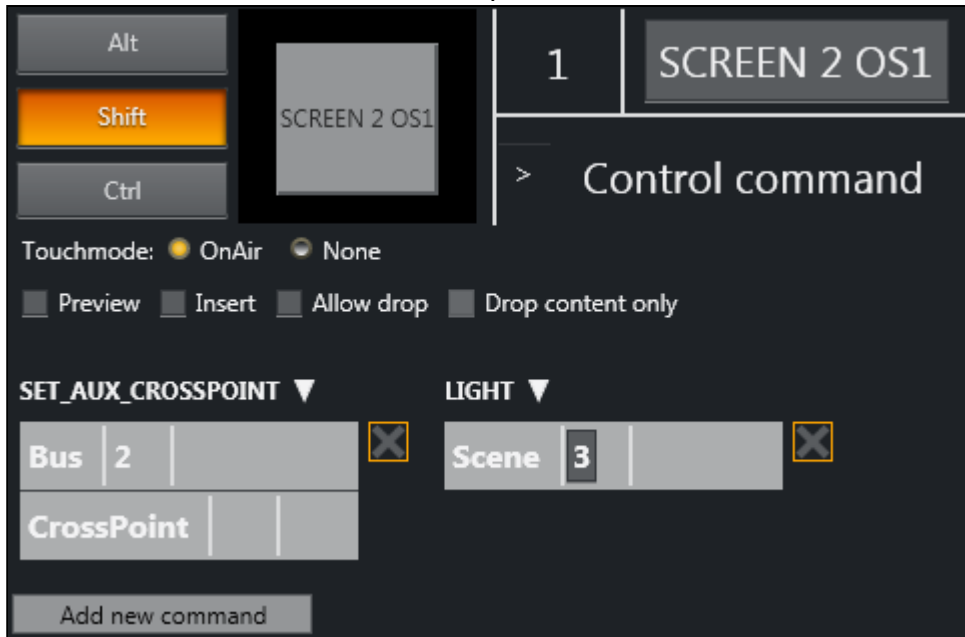 Alt
Shift
Ctrl
SCREEN 2 OS1
1
SCREEN 2 OS1
> Control command
Touchmode: OnAir None
Preview Insert Allow drop Drop content only
SET_AUX_CROSSPOINT ▼ LIGHT ▼
Bus 2 Scene 3
CrossPoint
Add new command